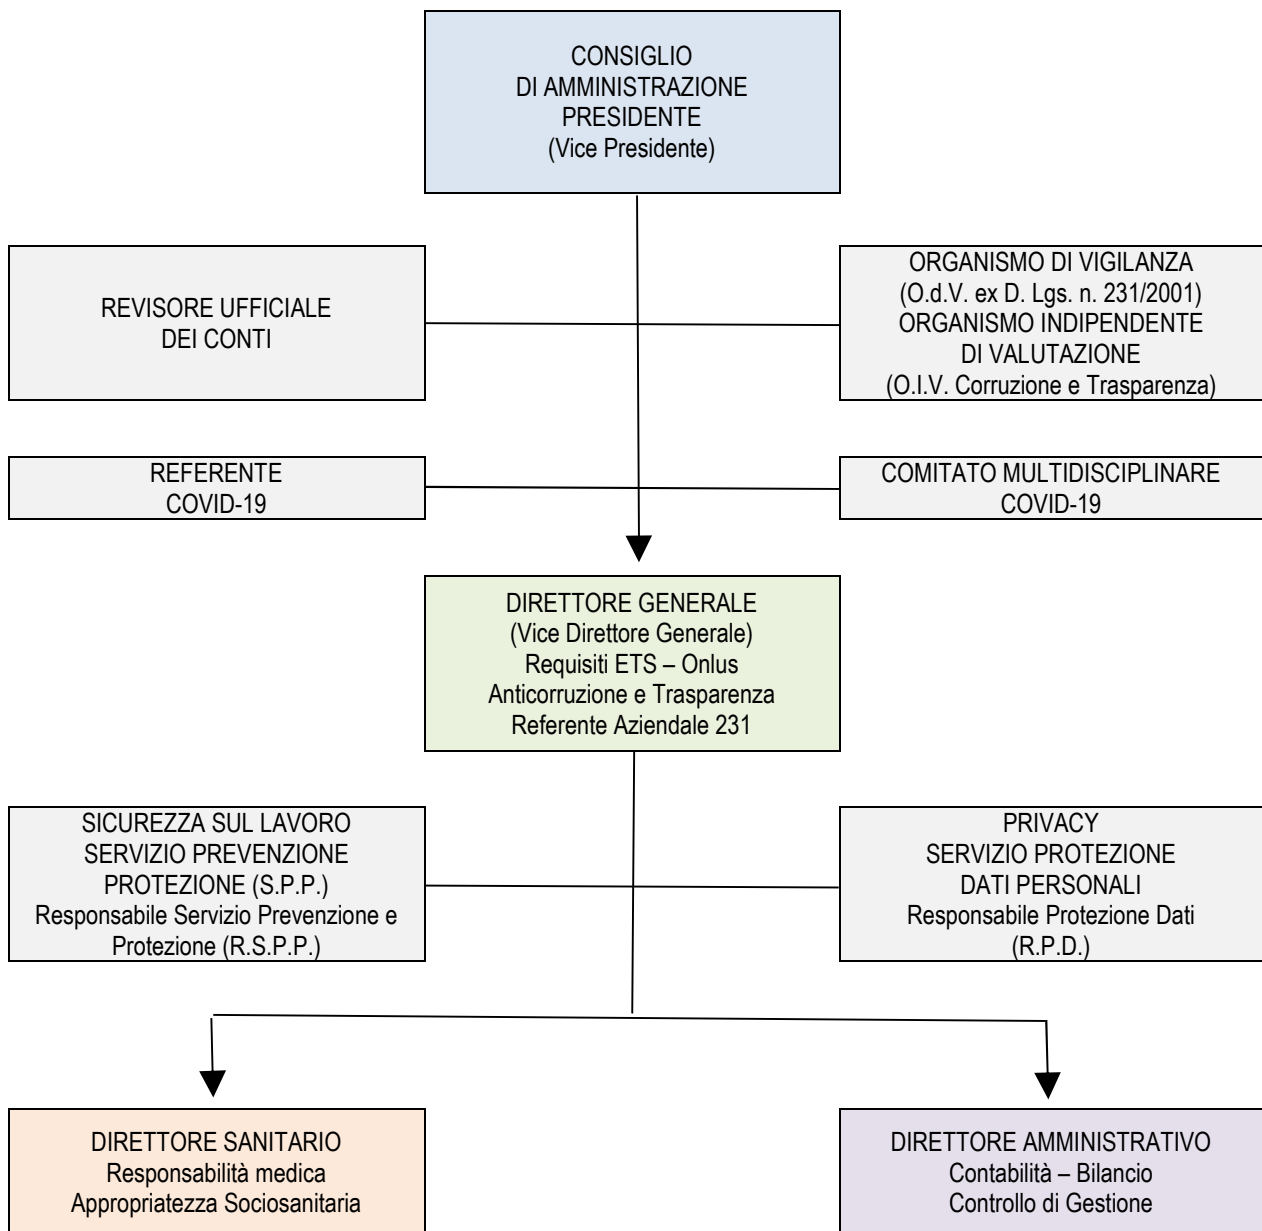 CONSIGLIO
DI AMMINISTRAZIONE
PRESIDENTE
(Vice Presidente)
REVISORE UFFICIALE
DEI CONTI
ORGANISMO DI VIGILANZA
(O.d.V. ex D. Lgs. n. 231/2001)
ORGANISMO INDIPENDENTE
DI VALUTAZIONE
(O.I.V. Corruzione e Trasparenza)
REFERENTE
COVID-19
COMITATO MULTIDISCIPLINARE
COVID-19
DIRETTORE GENERALE
(Vice Direttore Generale)
Requisiti ETS – Onlus
Anticorruzione e Trasparenza
Referente Aziendale 231
SICUREZZA SUL LAVORO
SERVIZIO PREVENZIONE
PROTEZIONE (S.P.P.)
Responsabile Servizio Prevenzione e
Protezione (R.S.P.P.)
PRIVACY
SERVIZIO PROTEZIONE
DATI PERSONALI
Responsabile Protezione Dati
(R.P.D.)
DIRETTORE SANITARIO
Responsabilità medica
Appropriatezza Sociosanitaria
DIRETTORE AMMINISTRATIVO
Contabilità – Bilancio
Controllo di Gestione